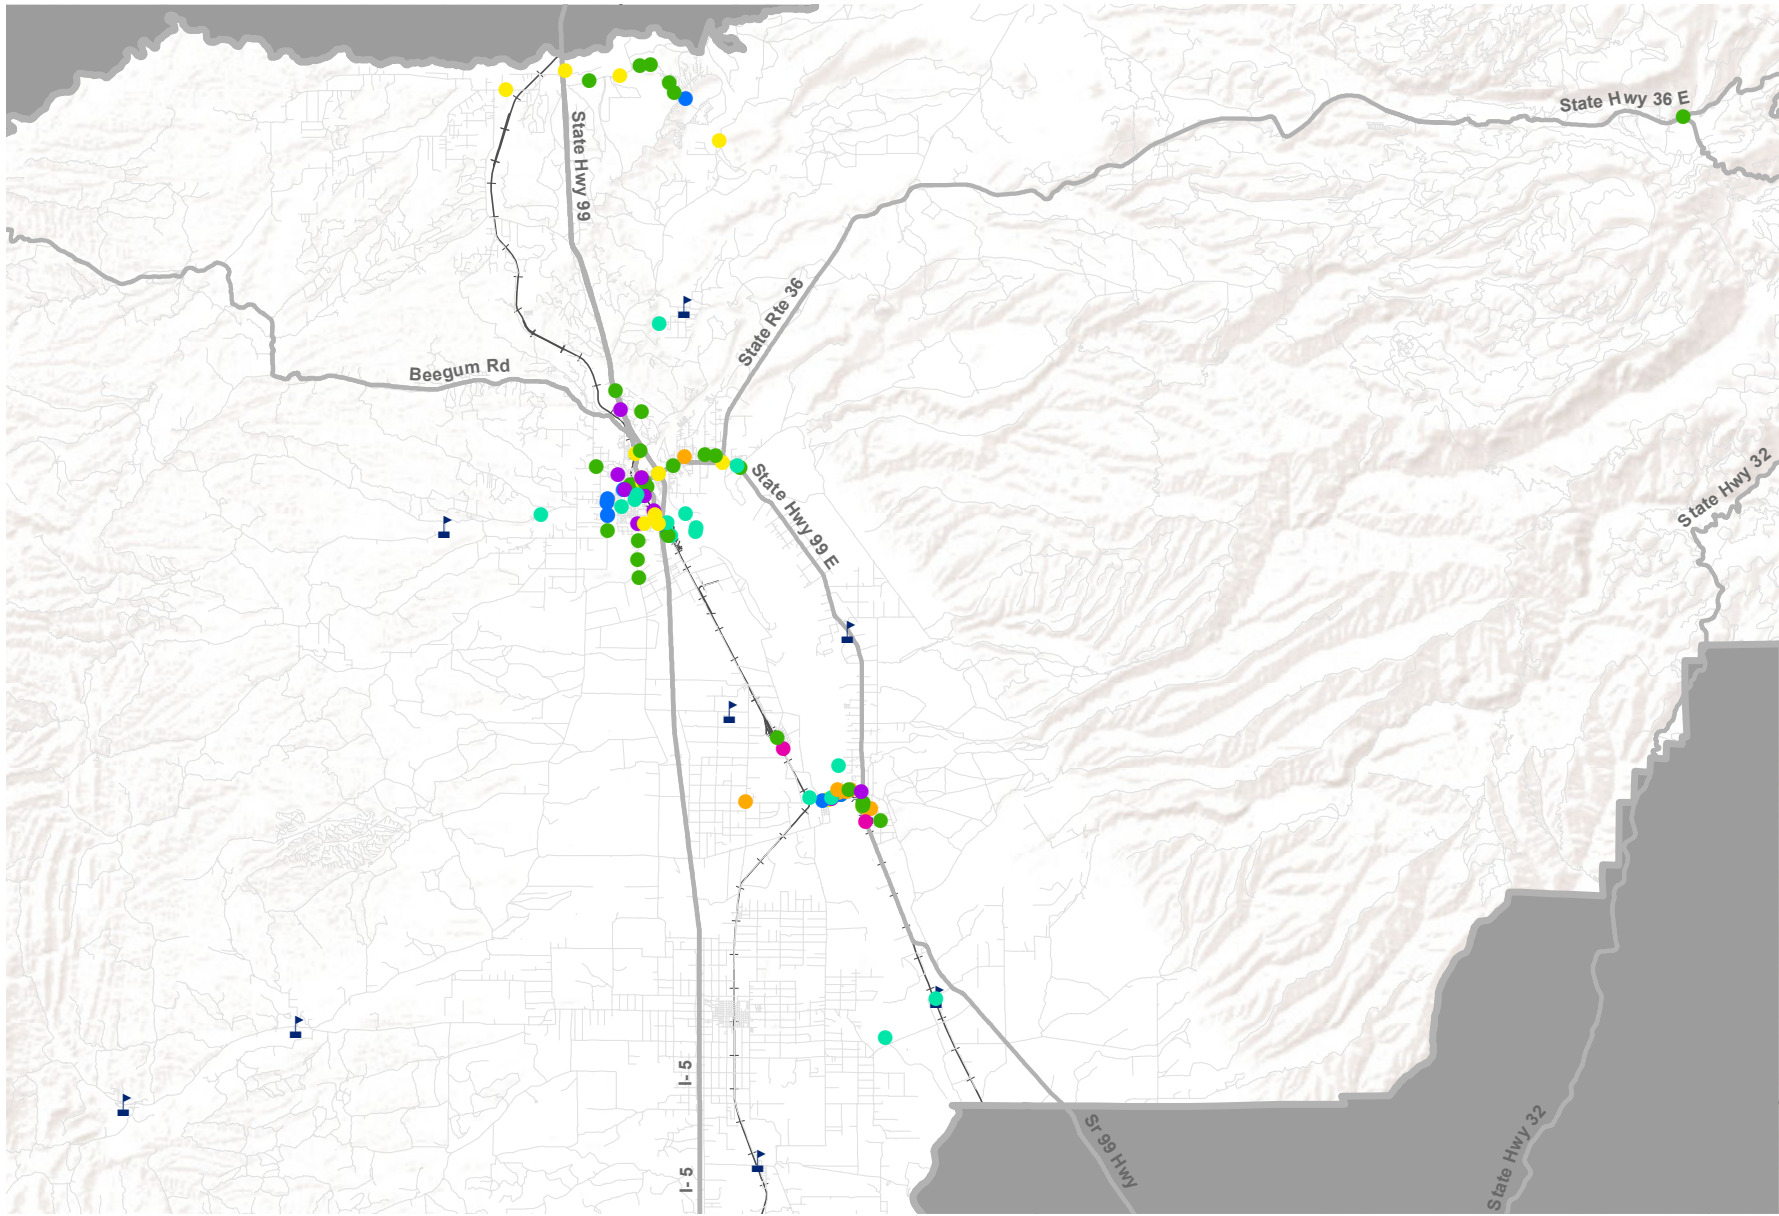 State Hwy 36 E
State Hwy 99
State Rte 36
Beegum Rd
State Hwy 32
State Hwy 99 E
I-5
Sr 99 Hwy
State Hwy 32
I-5